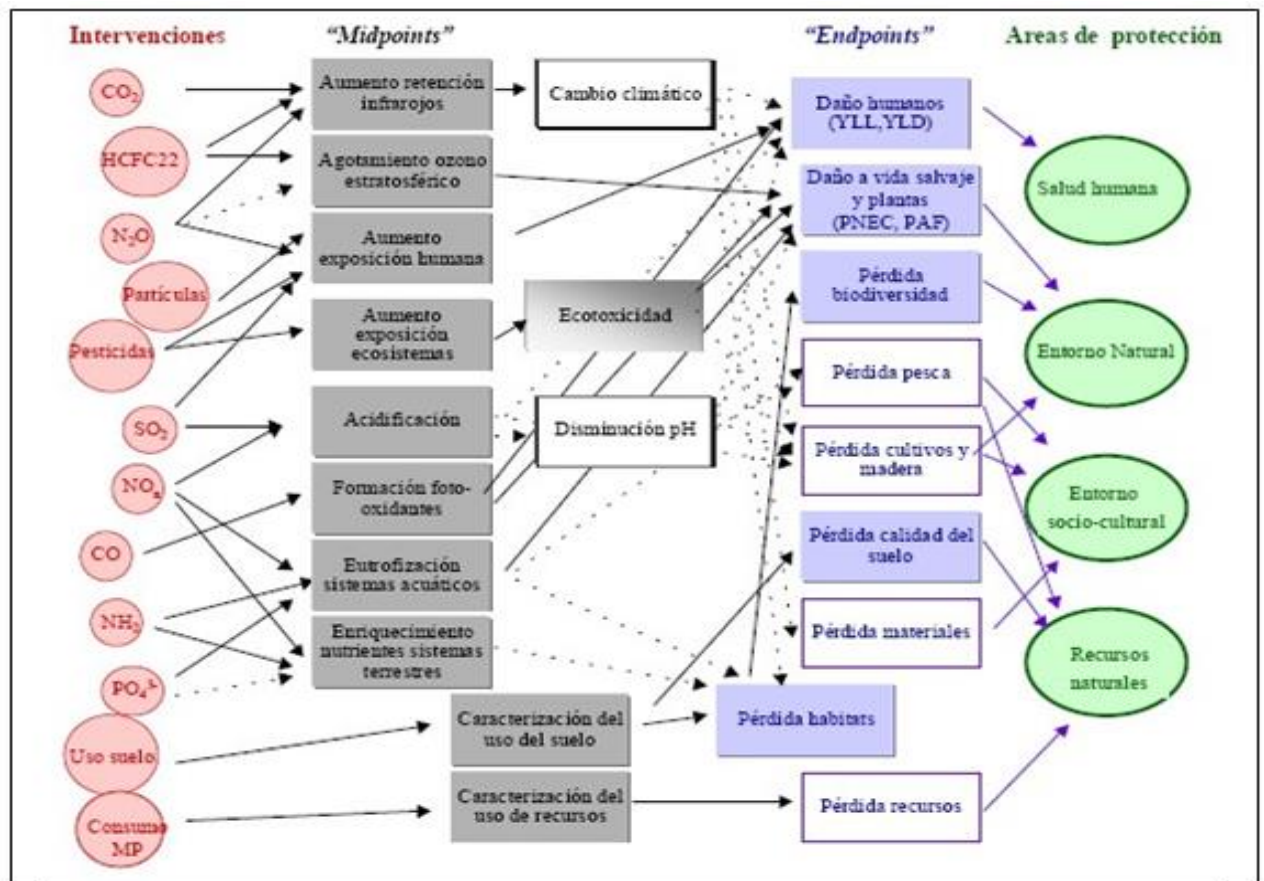 Intervenciones
“Midpoints”
“Endpoints”
Areas de protección
CO₂
HCFC22
N₂O
Partículas
Pesticidas
SO₂
NOₓ
CO
NH₃
PO₄³⁻
Uso suelo
Consumo
MP
Aumento retención
infrarojos
Agotamiento ozono
estratosférico
Aumento
exposición humana
Aumento
exposición
ecosistemas
Acidificación
Formación foto-
oxidantes
Eutrofización
sistemas acuáticos
Enriquecimiento
nutrientes sistemas
terrestres
Caracterización del
uso del suelo
Caracterización del
uso de recursos
Cambio climático
Ecotoxicidad
Disminución pH
Daño humanos
(YLL,YLD)
Daño a vida salvaje
y plantas
(PNEC, PAF)
Pérdida
biodiversidad
Pérdida pesca
Pérdida cultivos y
madera
Pérdida calidad del
suelo
Pérdida materiales
Pérdida habitats
Pérdida recursos
Salud humana
Entorno Natural
Entorno
socio-cultural
Recursos
naturales